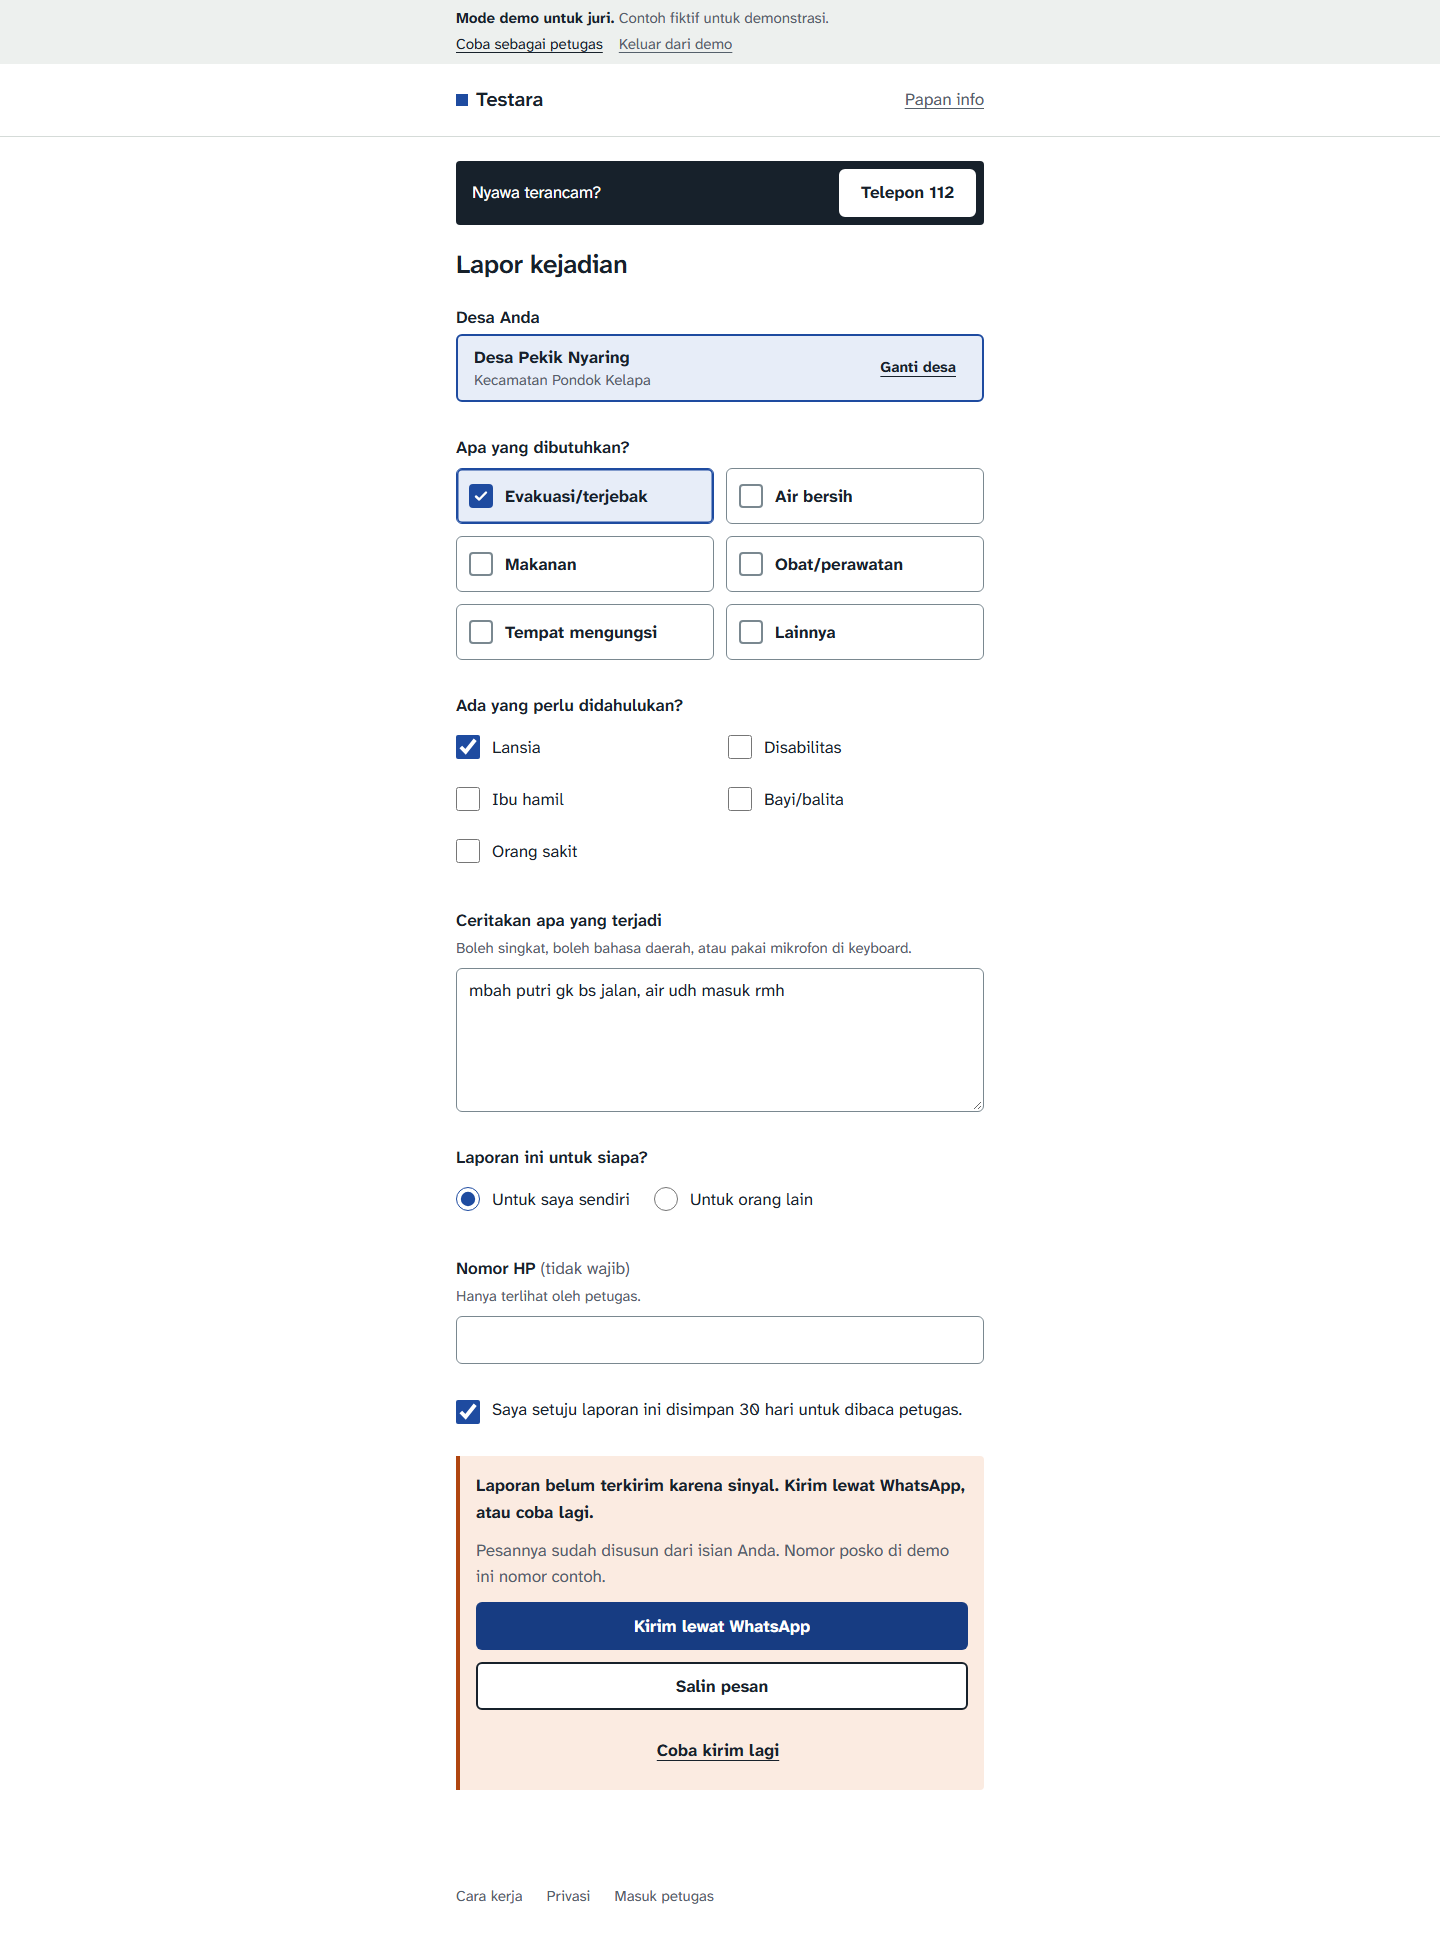 Mode demo untuk juri. Contoh fiktif untuk demonstrasi.
Coba sebagai petugas Keluar dari demo
Testara
Papan info
Nyawa terancam?
Telepon 112
Lapor kejadian
Desa Anda
Desa Pekik Nyaring
Kecamatan Pondok Kelapa
Ganti desa
Apa yang dibutuhkan?
Evakuasi/terjebak
Air bersih
Makanan
Obat/perawatan
Tempat mengungsi
Lainnya
Ada yang perlu didahulukan?
Lansia
Disabilitas
Ibu hamil
Bayi/balita
Orang sakit
Ceritakan apa yang terjadi
Boleh singkat, boleh bahasa daerah, atau pakai mikrofon di keyboard.
mbah putri gk bs jalan, air udh masuk rmh
Laporan ini untuk siapa?
Untuk saya sendiri
Untuk orang lain
Nomor HP (tidak wajib)
Hanya terlihat oleh petugas.
Saya setuju laporan ini disimpan 30 hari untuk dibaca petugas.
Laporan belum terkirim karena sinyal. Kirim lewat WhatsApp,
atau coba lagi.
Pesannya sudah disusun dari isian Anda. Nomor posko di demo
ini nomor contoh.
Kirim lewat WhatsApp
Salin pesan
Coba kirim lagi
Cara kerja
Privasi
Masuk petugas